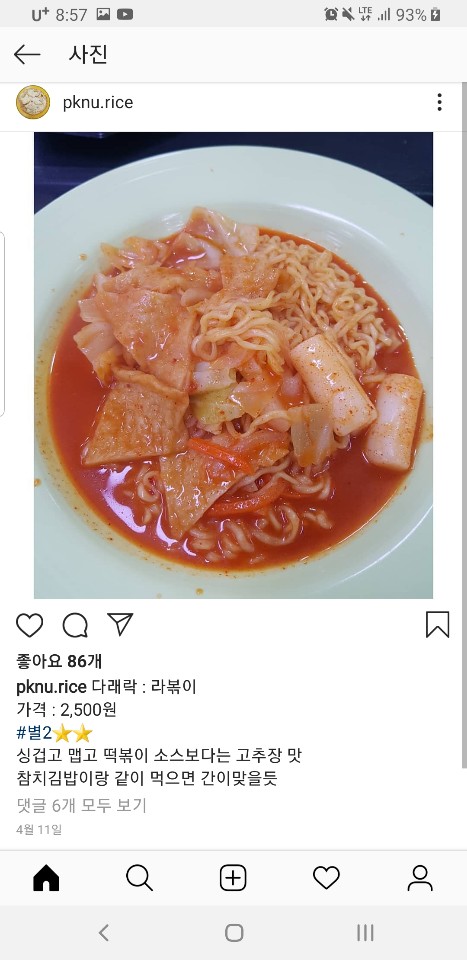 U+ 8:57 LTE 93%
사진
pknu.rice
좋아요 86개
pknu.rice 다래락 : 라볶이
가격 : 2,500원
#별2⭐⭐
싱겁고 맵고 떡볶이 소스보다는 고추장 맛
참치김밥이랑 같이 먹으면 간이맞을듯
댓글 6개 모두 보기
4월 11일